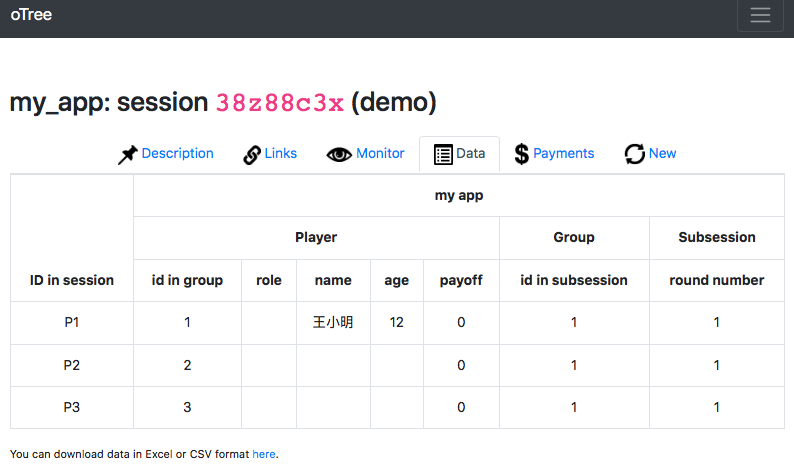 oTree
my_app: session 38z88c3x (demo)
Description Links Monitor Data Payments New
my app
Player Group Subsession
ID in session id in group role name age payoff id in subsession round number
P1 1 王小明 12 0 1 1
P2 2 0 1 1
P3 3 0 1 1
You can download data in Excel or CSV format here.